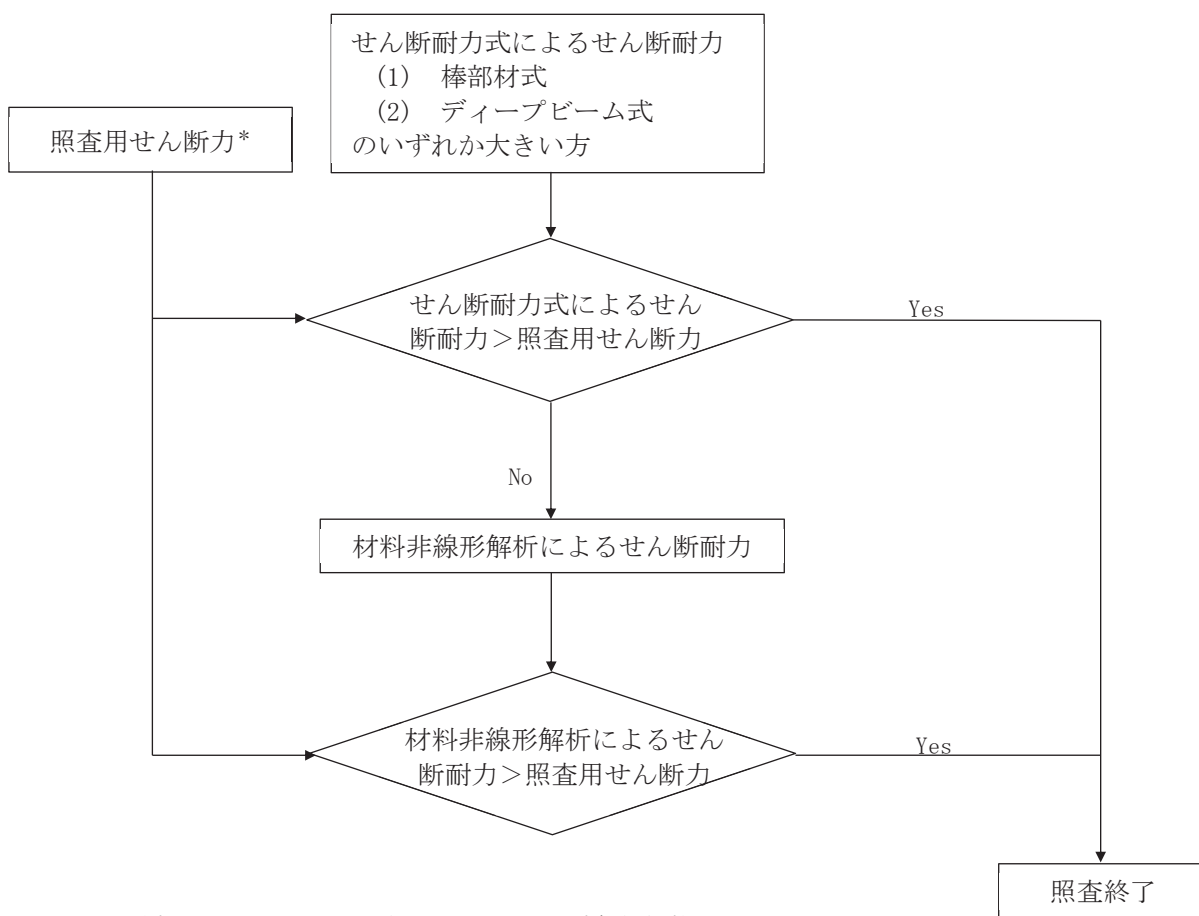 せん断耐力式によるせん断耐力
(1) 棒部材式
(2) ディープビーム式
のいずれか大きい方
照査用せん断力*
せん断耐力式によるせん
断耐力＞照査用せん断力
Yes
No
材料非線形解析によるせん断耐力
材料非線形解析によるせん
断耐力＞照査用せん断力
Yes
照査終了